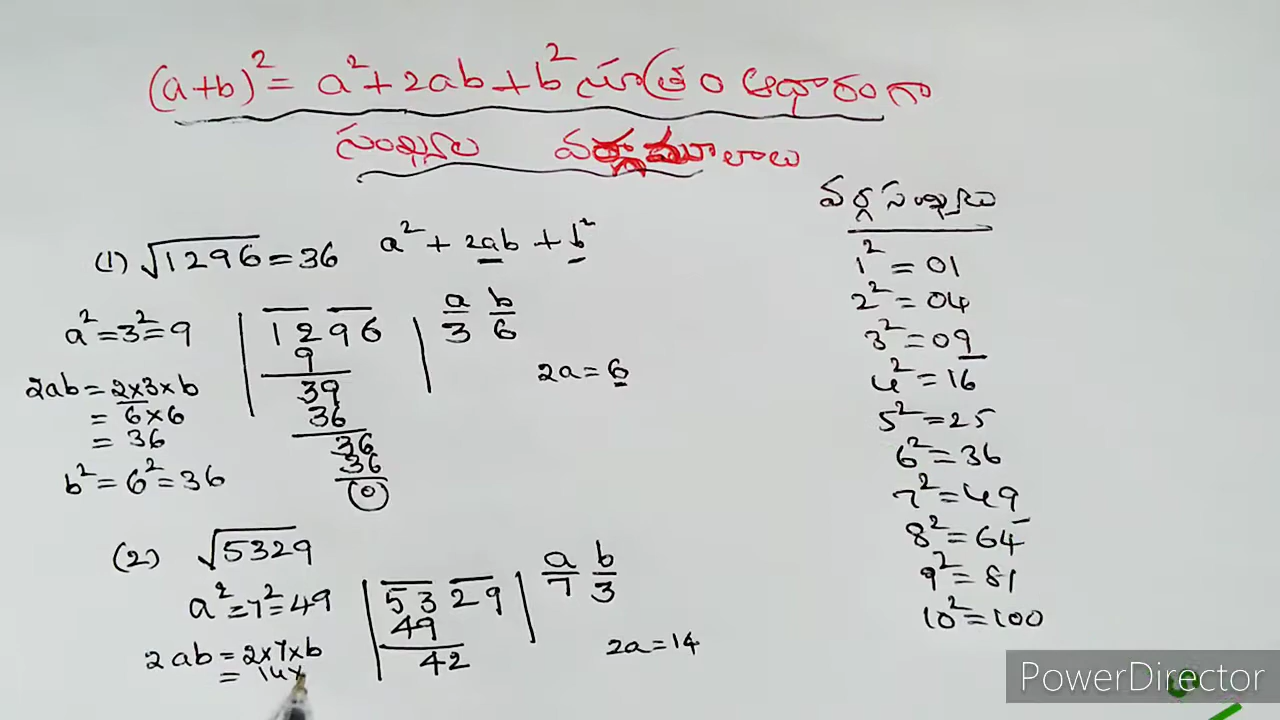 (a+b)² = a² + 2ab + b² సూత్రం ఆధారంగా
సంఖ్యల వర్గమూలాలు
వర్గ సంఖ్యలు
1² = 01
2² = 04
3² = 09
4² = 16
5² = 25
6² = 36
7² = 49
8² = 64
9² = 81
10² = 100
(1) √1296 = 36 a² + 2ab + b²
a² = 3² = 9
2ab = 2×3×b
= 6×6
= 36
b² = 6² = 36
1296
9
39
36
36
36
0
a b
3 6
2a = 6
(2) √5329
a² = 7² = 49
2ab = 2×7×b
= 14×
5329
49
42
a b
7 3
2a = 14
PowerDirector